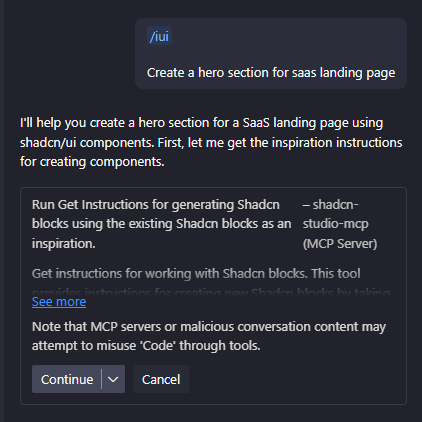 /iui
Create a hero section for saas landing page
I'll help you create a hero section for a SaaS landing page using
shadcn/ui components. First, let me get the inspiration instructions
for creating components.
Run Get Instructions for generating Shadcn
blocks using the existing Shadcn blocks as an
inspiration.
– shadcn-
studio-mcp
(MCP Server)
Get instructions for working with Shadcn blocks. This tool
provides instructions for creating new Shadcn blocks by taking
See more
Note that MCP servers or malicious conversation content may
attempt to misuse 'Code' through tools.
Continue
Cancel